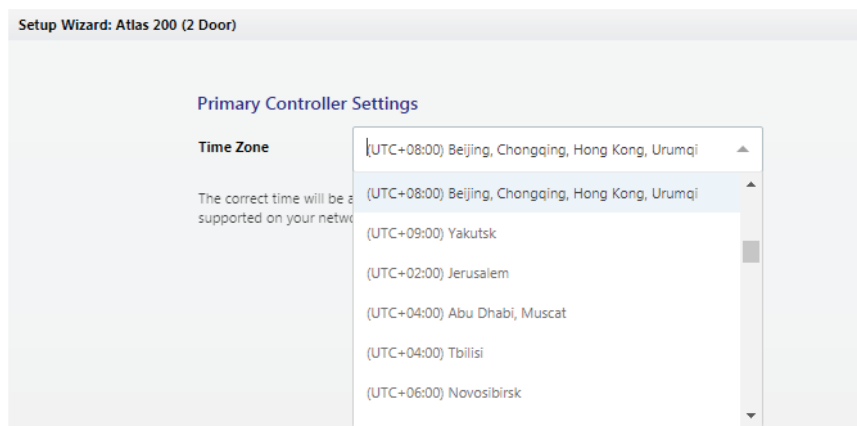 Setup Wizard: Atlas 200 (2 Door)
Primary Controller Settings
Time Zone
(UTC+08:00) Beijing, Chongqing, Hong Kong, Urumqi
The correct time will be
supported on your
(UTC+08:00) Beijing, Chongqing, Hong Kong, Urumqi
(UTC+09:00) Yakutsk
(UTC+02:00) Jerusalem
(UTC+04:00) Abu Dhabi, Muscat
(UTC+04:00) Tbilisi
(UTC+06:00) Novosibirsk